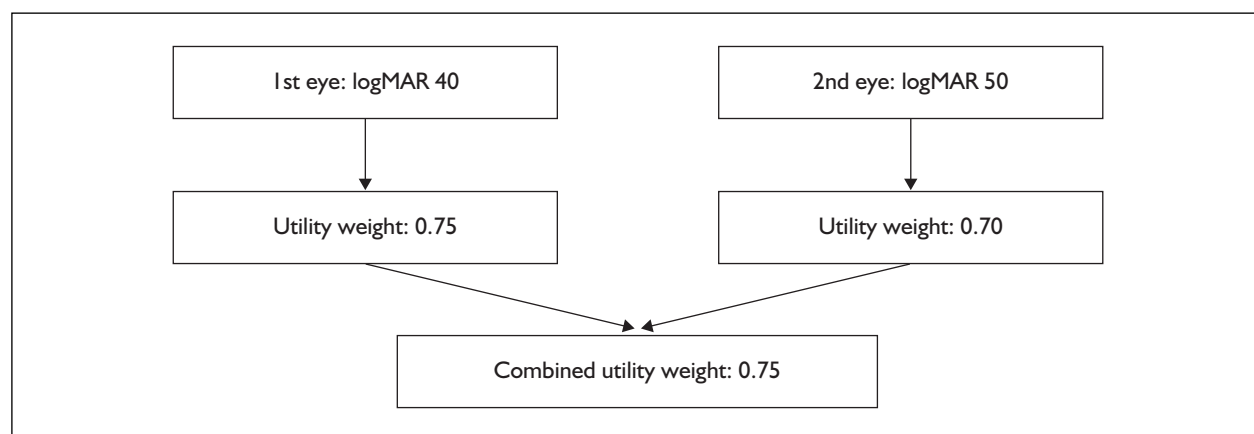 1st eye: logMAR 40
2nd eye: logMAR 50
Utility weight: 0.75
Utility weight: 0.70
Combined utility weight: 0.75